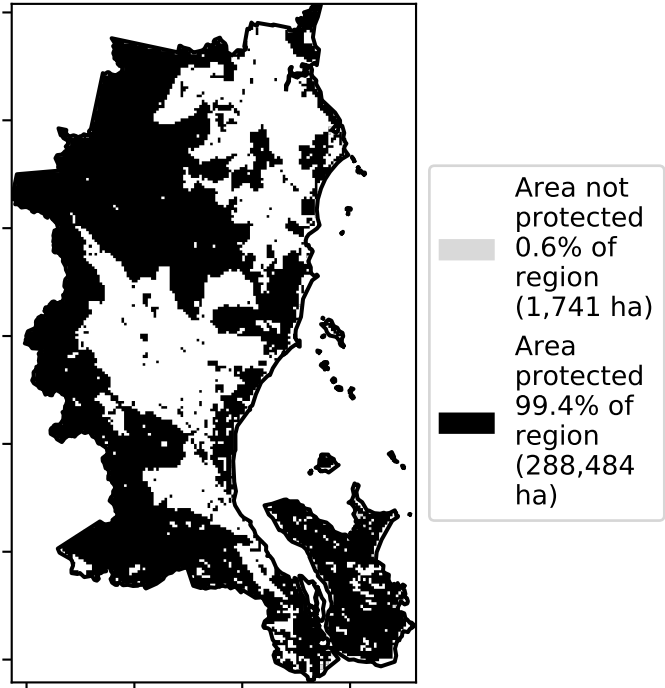 Area not
protected
0.6% of
region
(1,741 ha)
Area
protected
99.4% of
region
(288,484
ha)